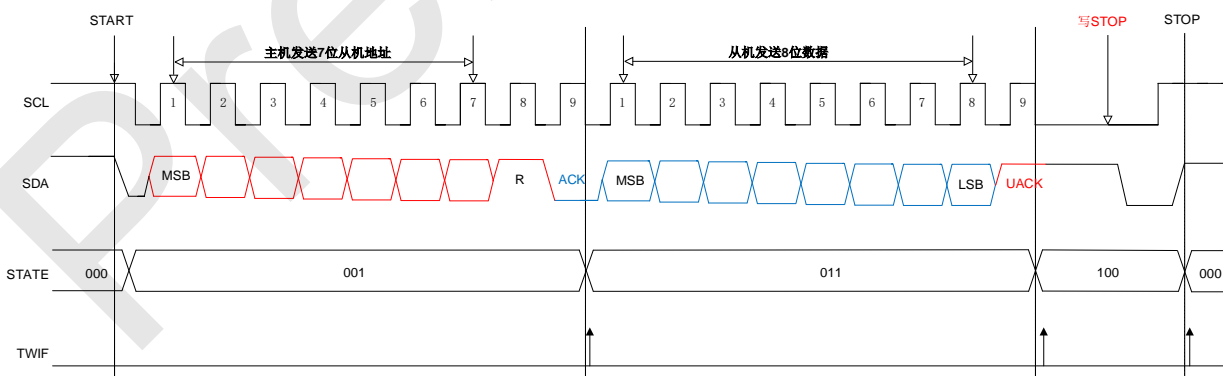 START
写STOP
STOP
主机发送7位从机地址
从机发送8位数据
SCL
1 2 3 4 5 6 7 8 9 1 2 3 4 5 6 7 8 9
SDA
MSB R ACK MSB LSB UACK
STATE
000 001 011 100 000
TWIF